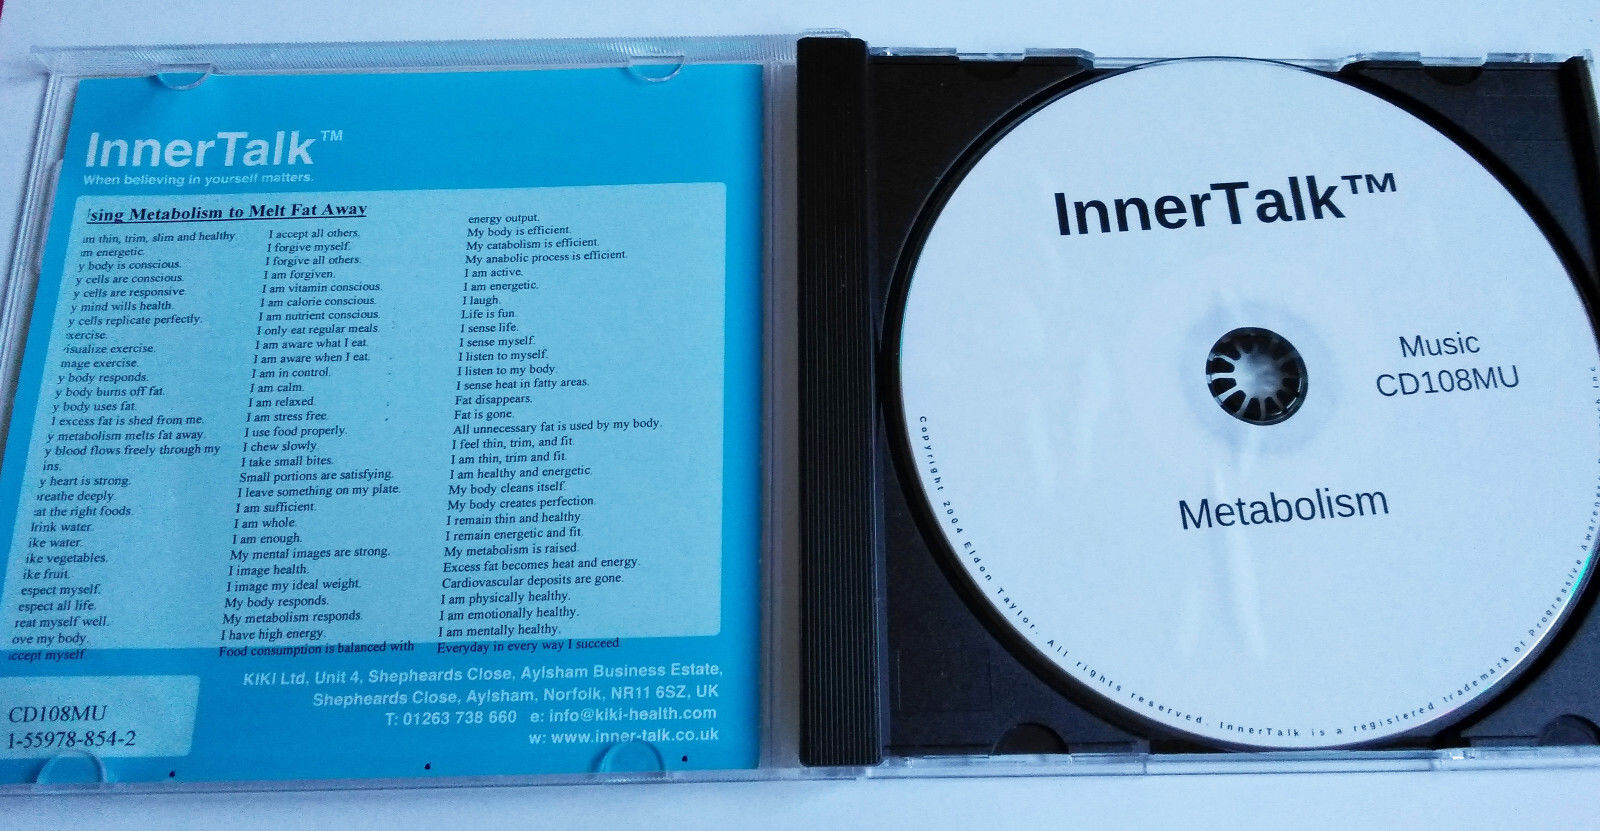 InnerTalk™
When believing in yourself matters.
sing Metabolism to Melt Fat Away
m thin, trim, slim and healthy.
m energetic.
y body is conscious.
y cells are conscious.
y cells are responsive.
y mind wills health.
y cells replicate perfectly.
exercise.
isualize exercise.
mage exercise.
y body responds.
y body burns off fat.
y body uses fat.
l excess fat is shed from me.
y metabolism melts fat away.
y blood flows freely through my
ins.
y heart is strong.
reathe deeply.
at the right foods.
rink water.
ike water.
ike vegetables.
ike fruit.
espect myself.
espect all life.
reat myself well.
ove my body.
accept myself.
I accept all others.
I forgive myself.
I forgive all others.
I am forgiven.
I am vitamin conscious.
I am calorie conscious.
I am nutrient conscious.
I only eat regular meals.
I am aware what I eat.
I am aware when I eat.
I am in control.
I am calm.
I am relaxed.
I am stress free.
I use food properly.
I chew slowly.
I take small bites.
Small portions are satisfying.
I leave something on my plate.
I am sufficient.
I am whole.
I am enough.
My mental images are strong.
I image health.
I image my ideal weight.
My body responds.
My metabolism responds.
I have high energy.
Food consumption is balanced with
energy output.
My body is efficient.
My catabolism is efficient.
My anabolic process is efficient.
I am active.
I am energetic.
I laugh.
Life is fun.
I sense life.
I sense myself.
I listen to myself.
I listen to my body.
I sense heat in fatty areas.
Fat disappears.
Fat is gone.
All unnecessary fat is used by my body.
I feel thin, trim, and fit.
I am thin, trim and fit.
I am healthy and energetic.
My body cleans itself.
My body creates perfection.
I remain thin and healthy.
I remain energetic and fit.
My metabolism is raised.
Excess fat becomes heat and energy.
Cardiovascular deposits are gone.
I am physically healthy.
I am emotionally healthy.
I am mentally healthy.
Everyday in every way I succeed.
KIKI Ltd, Unit 4, Shepheards Close, Aylsham Business Estate,
Shepheards Close, Aylsham, Norfolk, NR11 6SZ, UK
T: 01263 738 660 e: info@kiki-health.com
w: www.inner-talk.co.uk
CD108MU
1-55978-854-2
InnerTalk™
Music
CD108MU
Metabolism
Copyright 2004 Eldon Taylor. All rights reserved. InnerTalk is a registered trademark of Progressive Awareness Research Inc